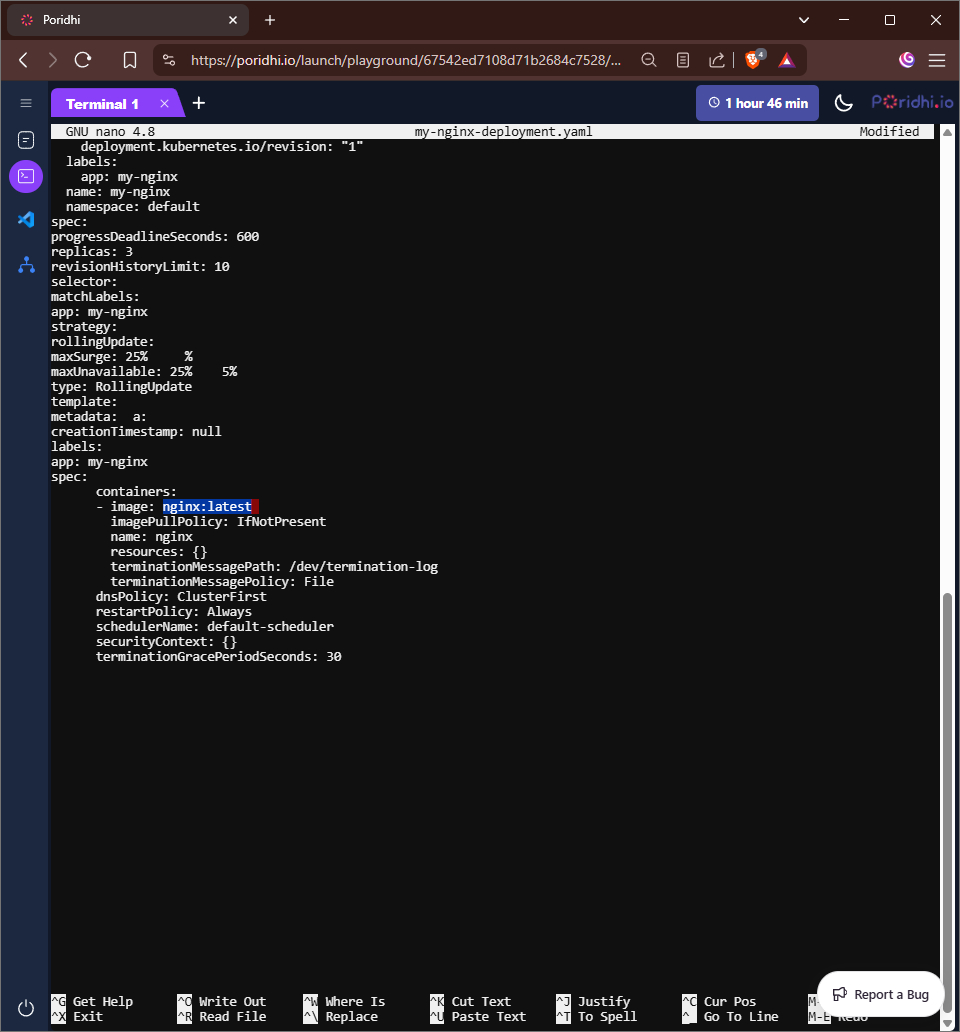 Poridhi
https://poridhi.io/launch/playground/67542ed7108d71b2684c7528/...
4
Terminal 1
1 hour 46 min
Poridhi.io
GNU nano 4.8 my-nginx-deployment.yaml Modified
deployment.kubernetes.io/revision: "1"
labels:
app: my-nginx
name: my-nginx
namespace: default
spec:
progressDeadlineSeconds: 600
replicas: 3
revisionHistoryLimit: 10
selector:
matchLabels:
app: my-nginx
strategy:
rollingUpdate:
maxSurge: 25% %
maxUnavailable: 25% 5%
type: RollingUpdate
template:
metadata: a:
creationTimestamp: null
labels:
app: my-nginx
spec:
containers:
- image: nginx:latest
imagePullPolicy: IfNotPresent
name: nginx
resources: {}
terminationMessagePath: /dev/termination-log
terminationMessagePolicy: File
dnsPolicy: ClusterFirst
restartPolicy: Always
schedulerName: default-scheduler
securityContext: {}
terminationGracePeriodSeconds: 30
^G Get Help ^O Write Out ^W Where Is ^K Cut Text ^J Justify ^C Cur Pos
^X Exit ^R Read File ^\ Replace ^U Paste Text ^T To Spell ^_ Go To Line M-E Redo
Report a Bug